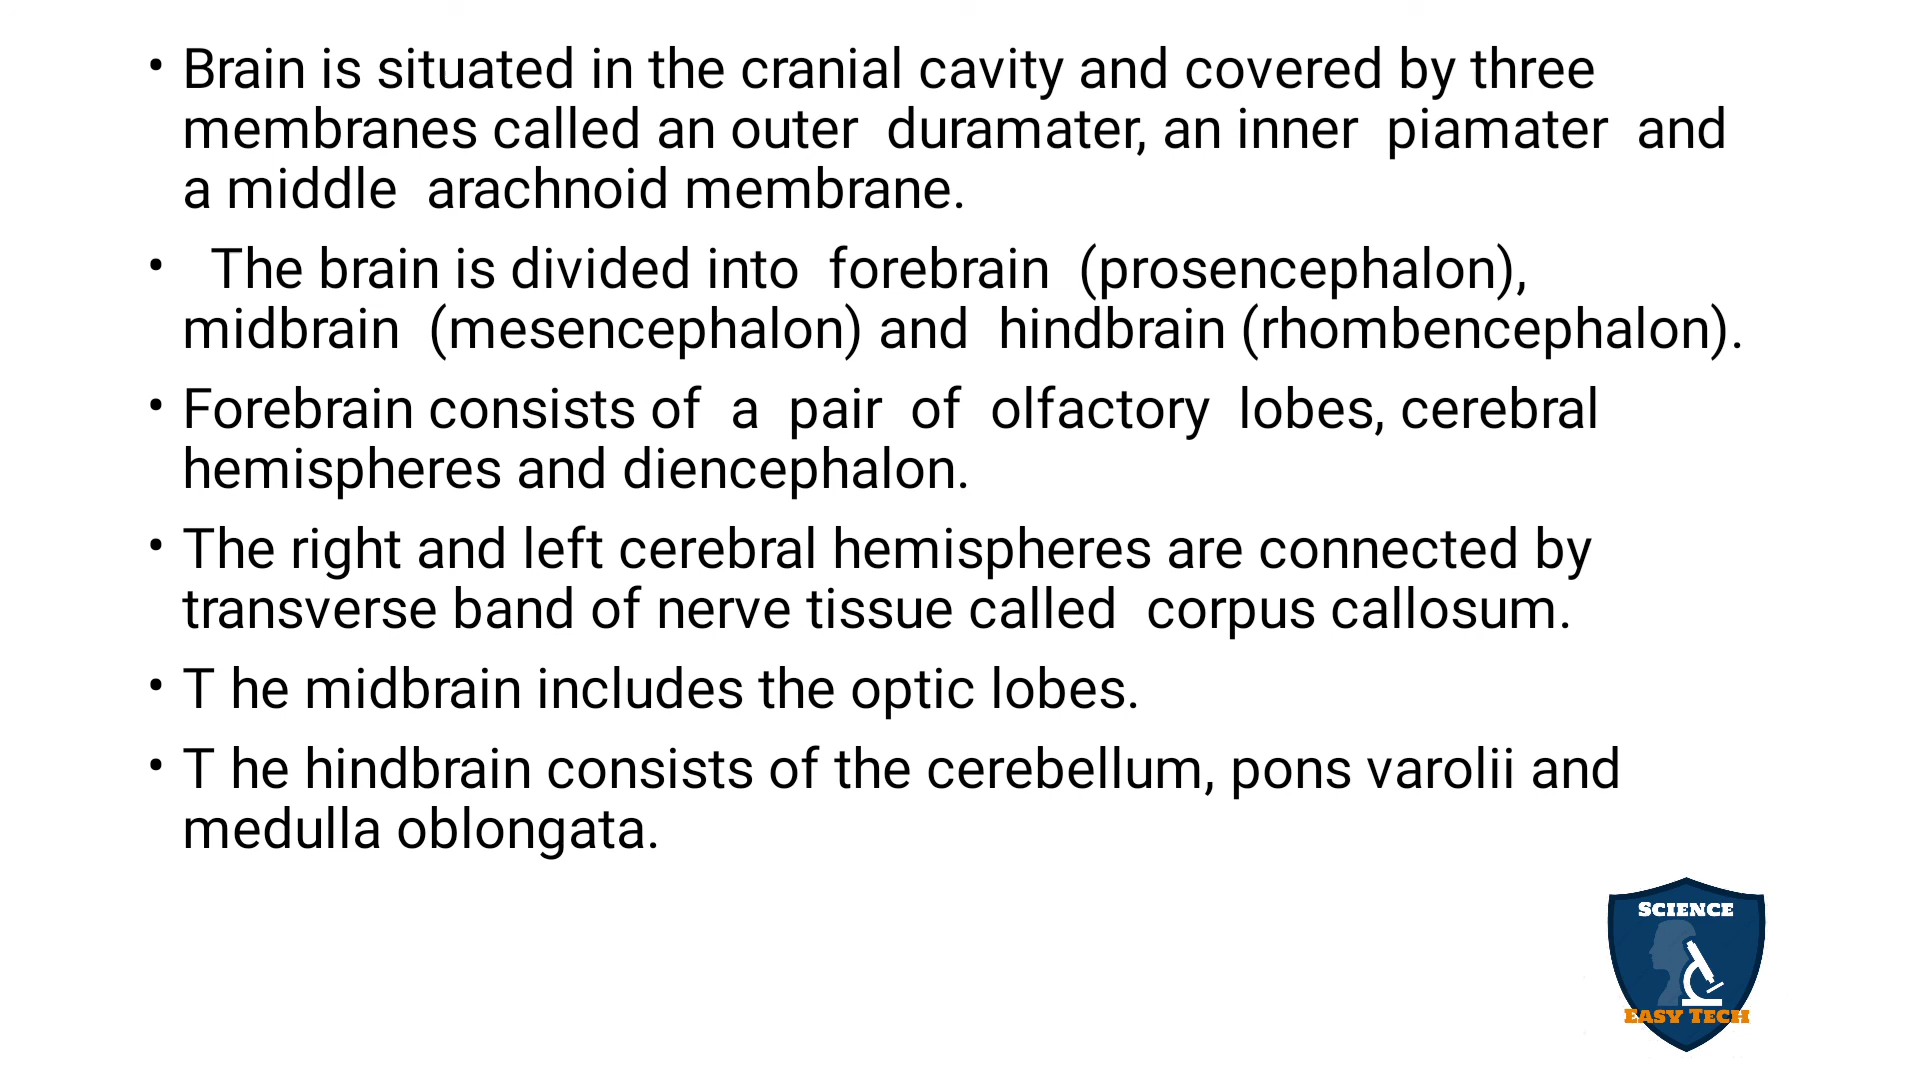 • Brain is situated in the cranial cavity and covered by three
membranes called an outer  duramater, an inner  piamater  and
a middle  arachnoid membrane.
•   The brain is divided into  forebrain  (prosencephalon),
midbrain  (mesencephalon) and  hindbrain (rhombencephalon).
• Forebrain consists of  a  pair  of  olfactory  lobes, cerebral
hemispheres and diencephalon.
• The right and left cerebral hemispheres are connected by
transverse band of nerve tissue called  corpus callosum.
• T he midbrain includes the optic lobes.
• T he hindbrain consists of the cerebellum, pons varolii and
medulla oblongata.
SCIENCE
EASY TECH